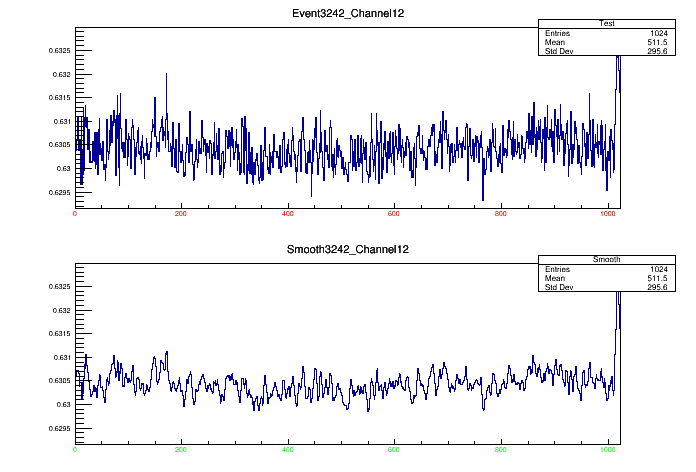 Event3242_Channel12
Test
Entries 1024
Mean 511.5
Std Dev 295.6
0.6325
0.632
0.6315
0.631
0.6305
0.63
0.6295
0 200 400 600 800 1000
Smooth3242_Channel12
Smooth
Entries 1024
Mean 511.5
Std Dev 295.6
0.6325
0.632
0.6315
0.631
0.6305
0.63
0.6295
0 200 400 600 800 1000